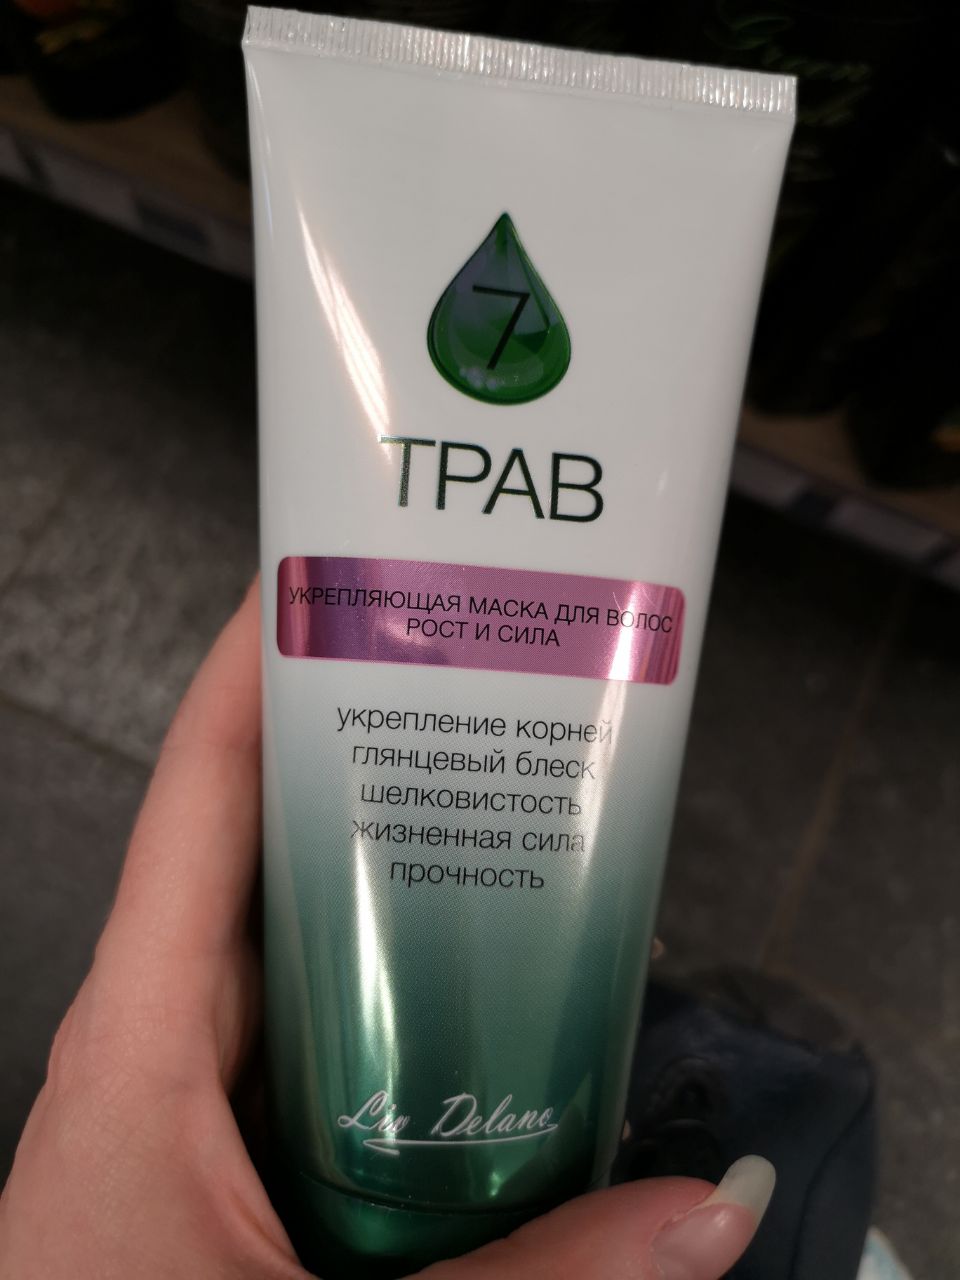 7
ТРАВ
УКРЕПЛЯЮЩАЯ МАСКА ДЛЯ ВОЛОС
РОСТ И СИЛА
укрепление корней
глянцевый блеск
шелковистость
жизненная сила
прочность
Liv Delano